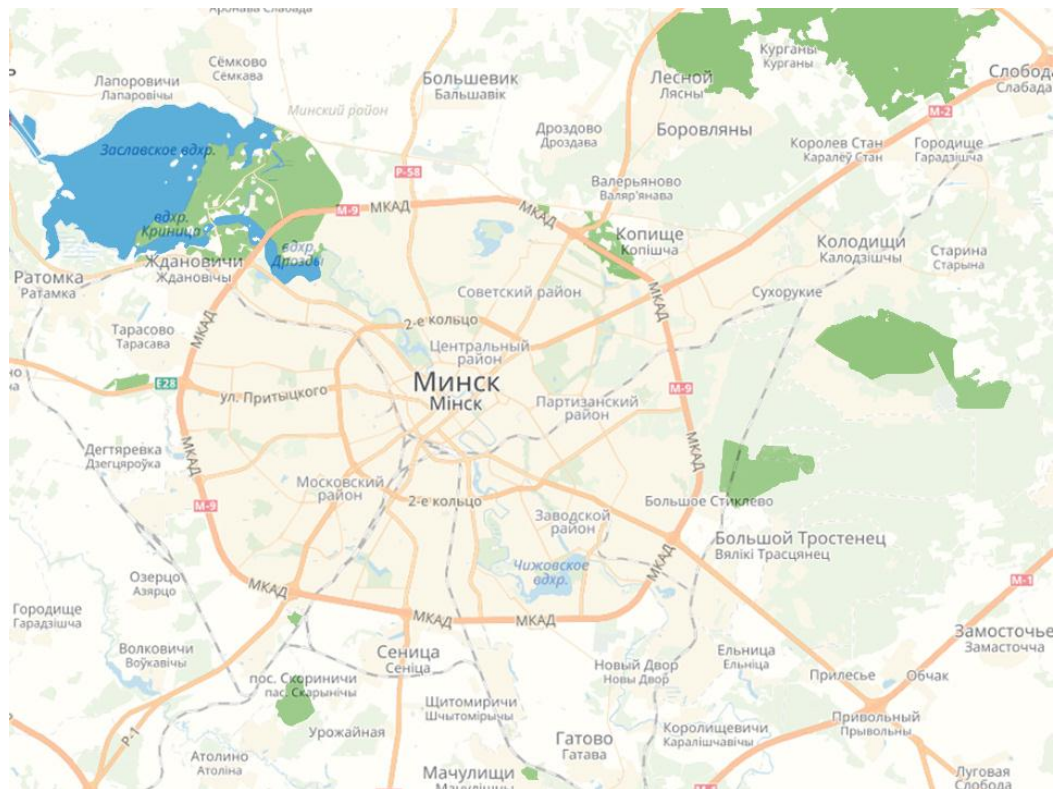 Сёмково
Сёмкава
Лапоровичи
Лапаровічы
Большевик
Бальшавік
Минский район
Курганы
Курганы
Лесной
Лясны
Слобода
Слабада
М-2
Дроздово
Дроздава
Боровляны
Королев Стан
Каралёў Стан
Городище
Гарадзішча
Заславское вдхр.
Р-58
Валерьяново
Валяр'янава
М-9
МКАД
МКАД
вдхр.
Криница
вдхр.
Дрозды
Копище
Копішча
Колодищи
Калодзішчы
Старина
Старына
Ждановичи
Ждановічы
Ратомка
Ратамка
МКАД
Советский район
Сухорукие
Тарасово
Тарасава
МКАД
2-е кольцо
Центральный
район
Минск
Мінск
Е28
ул. Притыцкого
М-9
Партизанский
район
Дегтяревка
Дзегцяроўка
МКАД
МКАД
Московский
район
М-9
2-е кольцо
Большое Стиклево
Заводской
район
Большой Тростенец
Вялікі Трасцянец
МКАД
Чижовское
вдхр.
М-1
Озерцо
Азярцо
МКАД
МКАД
МКАД
Городище
Гарадзішча
Замосточье
Замасточча
Волковичи
Воўкавічы
Сеница
Сеніца
Ельница
Ельніца
Новый Двор
Новы Двор
Прилесье
Обчак
пос. Скориничи
пас. Скарынічы
Щитомиричи
Шчытомірычы
Р-1
Урожайная
Королищевичи
Каралішчавічы
Привольный
Прывольны
Гатово
Гатава
Атолино
Атоліна
Мачулищи
Луговая
Слобода